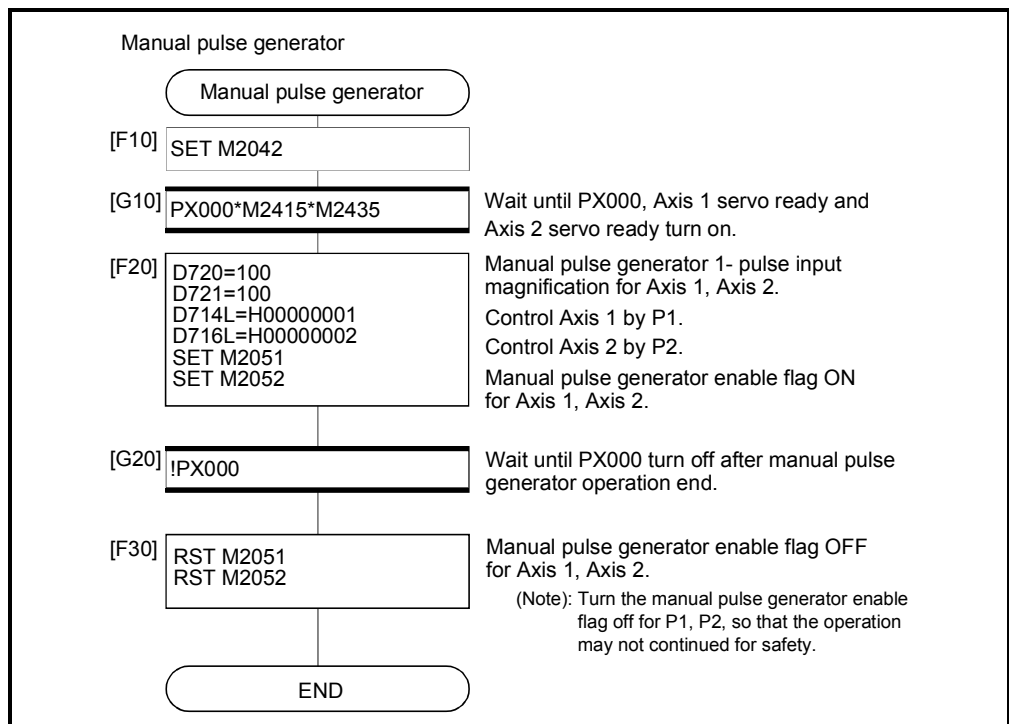 Manual pulse generator
Manual pulse generator
[F10] SET M2042
[G10] PX000*M2415*M2435
Wait until PX000, Axis 1 servo ready and
Axis 2 servo ready turn on.
[F20] D720=100
D721=100
D714L=H00000001
D716L=H00000002
SET M2051
SET M2052
Manual pulse generator 1- pulse input
magnification for Axis 1, Axis 2.
Control Axis 1 by P1.
Control Axis 2 by P2.
Manual pulse generator enable flag ON
for Axis 1, Axis 2.
[G20] !PX000
Wait until PX000 turn off after manual pulse
generator operation end.
[F30] RST M2051
RST M2052
Manual pulse generator enable flag OFF
for Axis 1, Axis 2.
(Note): Turn the manual pulse generator enable
flag off for P1, P2, so that the operation
may not continued for safety.
END